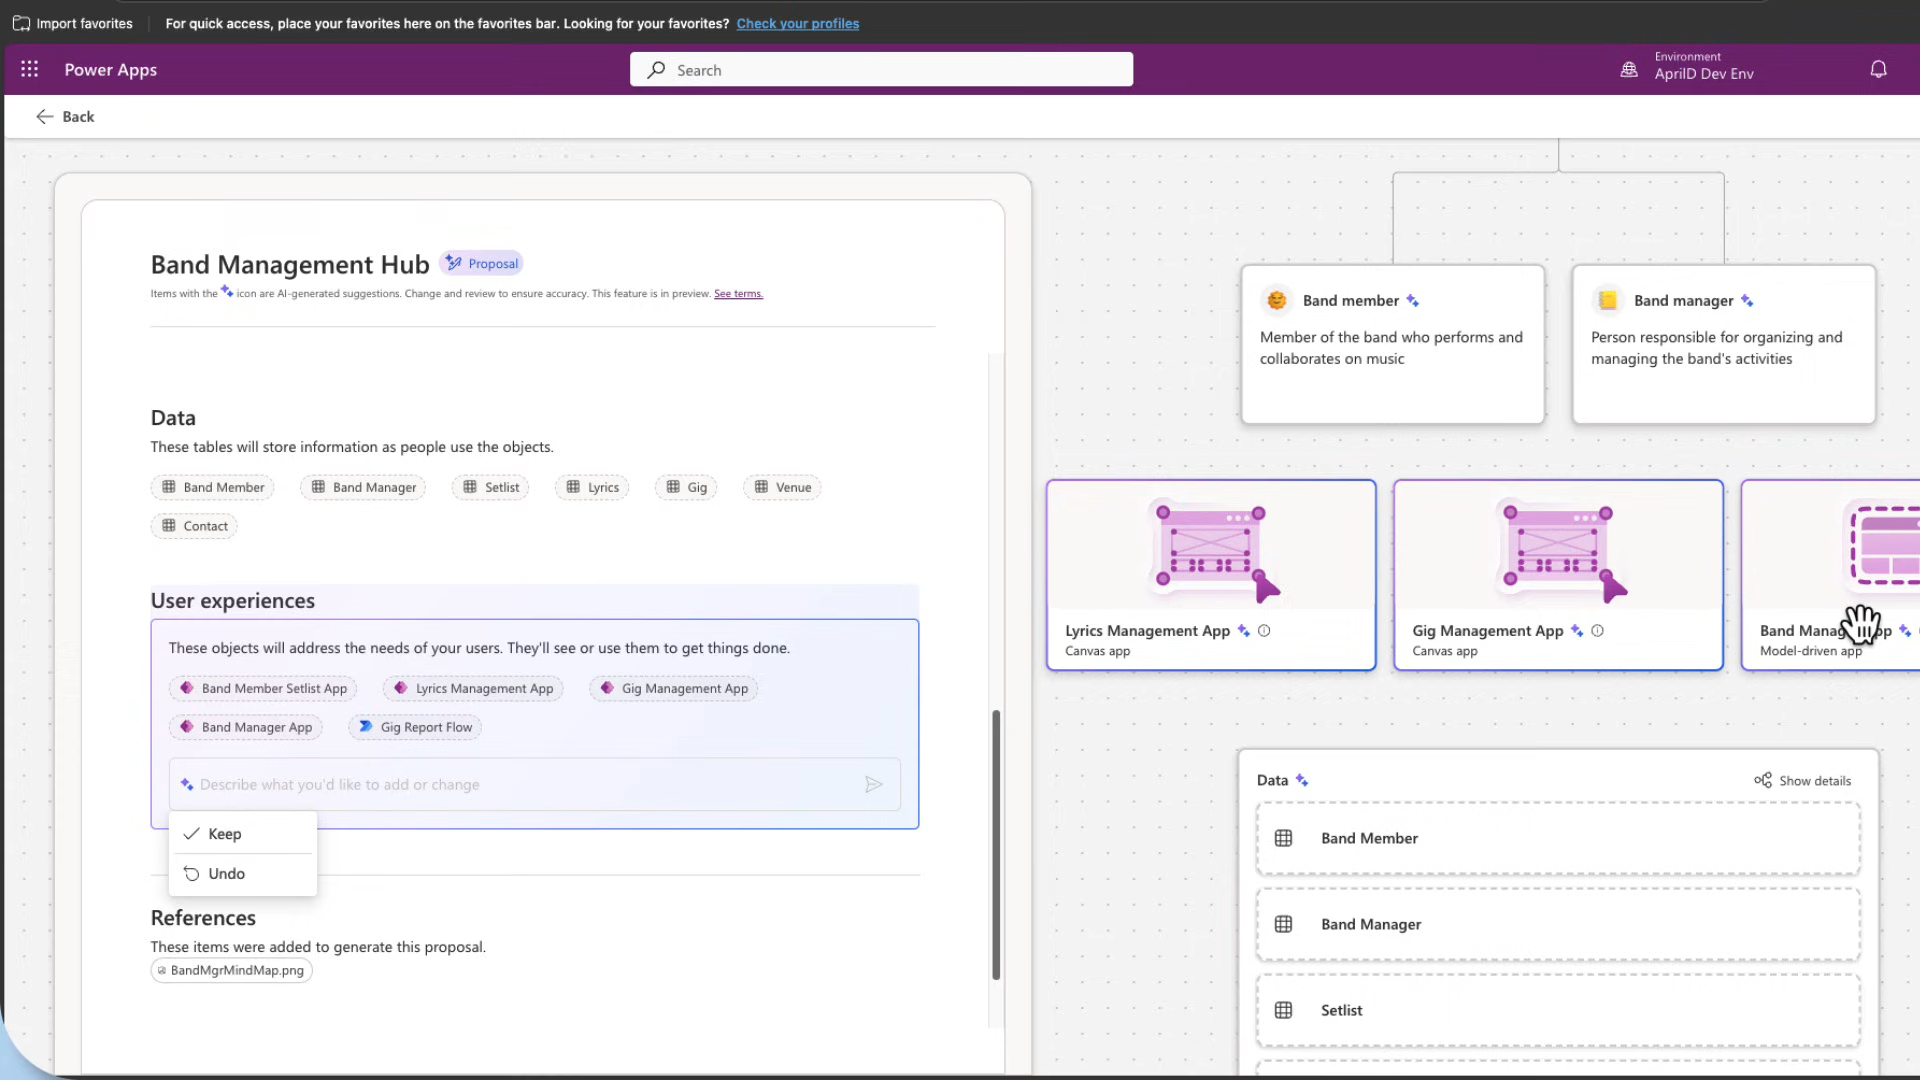 Import favorites
For quick access, place your favorites here on the favorites bar. Looking for your favorites? Check your profiles
Power Apps
Search
Environment
AprilD Dev Env
Back
Band Management Hub
Proposal
Items with the icon are AI-generated suggestions. Change and review to ensure accuracy. This feature is in preview. See terms.
Data
These tables will store information as people use the objects.
Band Member
Band Manager
Setlist
Lyrics
Gig
Venue
Contact
User experiences
These objects will address the needs of your users. They'll see or use them to get things done.
Band Member Setlist App
Lyrics Management App
Gig Management App
Band Manager App
Gig Report Flow
Describe what you'd like to add or change
Keep
Undo
References
These items were added to generate this proposal.
BandMgrMindMap.png
Band member
Member of the band who performs and
collaborates on music
Band manager
Person responsible for organizing and
managing the band's activities
Lyrics Management App
Canvas app
Gig Management App
Canvas app
Band
Model-driven app
Data
Show details
Band Member
Band Manager
Setlist